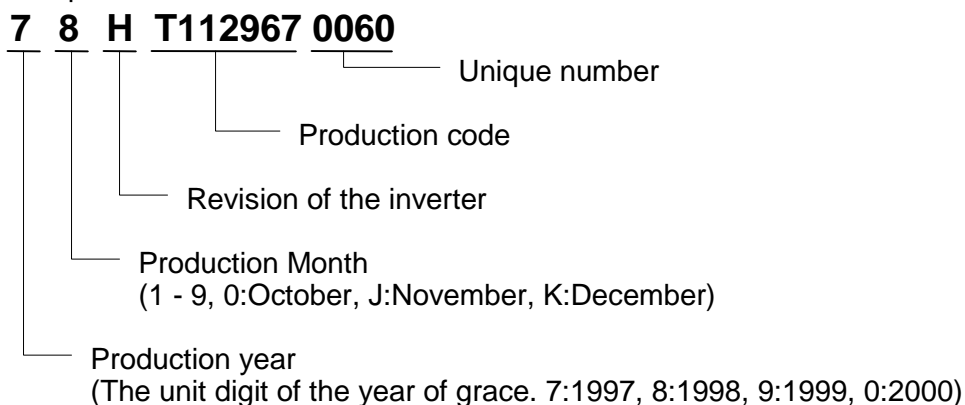 7 8 H T112967 0060
Unique number
Production code
Revision of the inverter
Production Month
(1 - 9, 0:October, J:November, K:December)
Production year
(The unit digit of the year of grace. 7:1997, 8:1998, 9:1999, 0:2000)